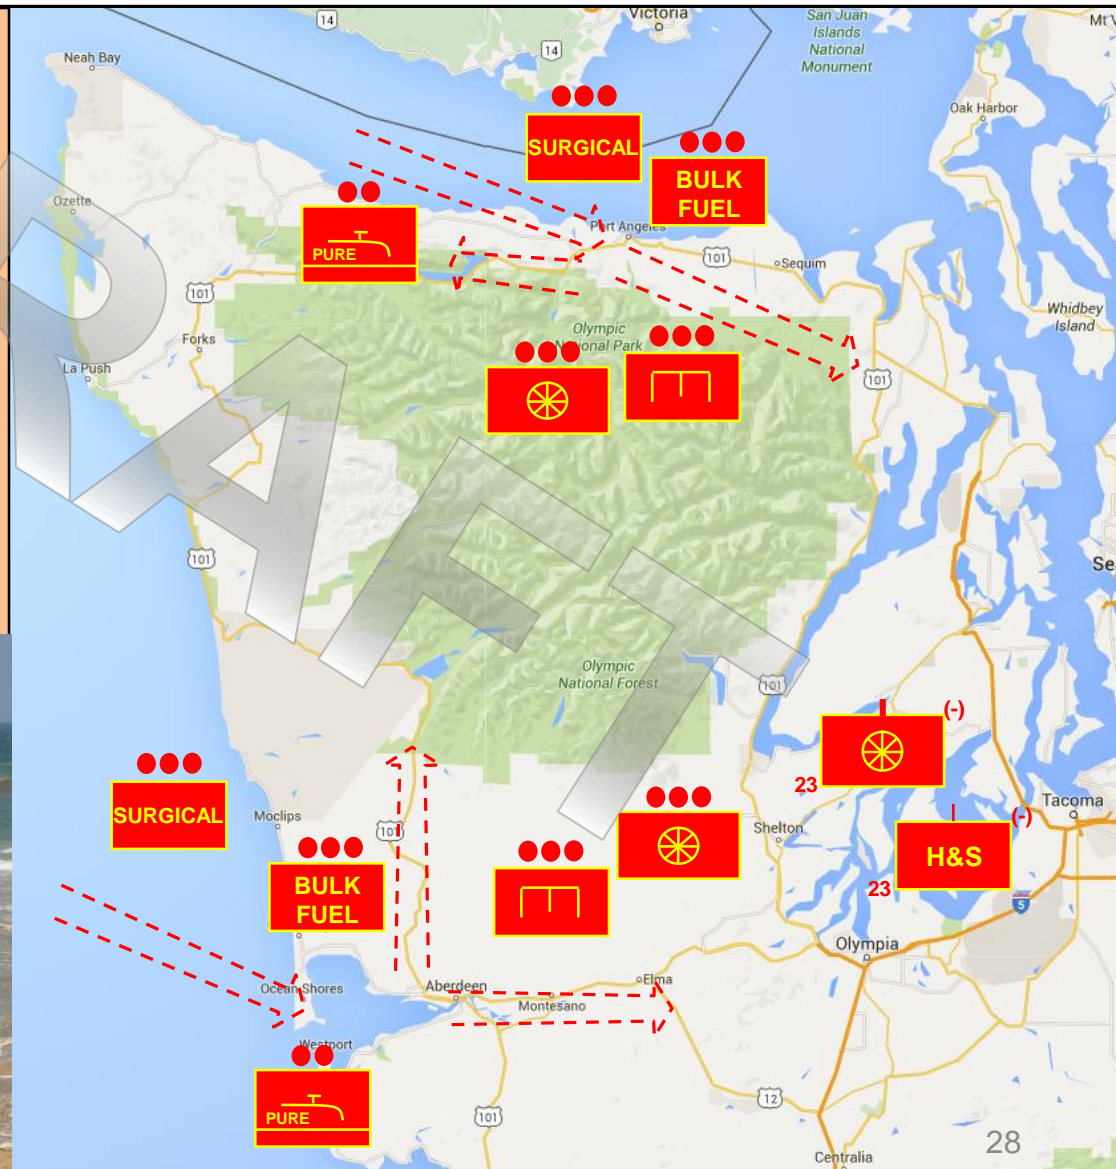 Victoria
14
San Juan
Islands
National
Monument
Mt V
Neah Bay
14
Oak Harbor
SURGICAL
BULK
FUEL
Ozette
PURE
Port Angeles
101
Sequim
101
Whidbey
Island
Forks
Olympic
National Park
La Push
101
101
DRAFT
Se
Olympic
National Forest
101
(-)
23
SURGICAL
Moclips
101
Shelton
Tacoma
(-)
H&S
23
BULK
FUEL
5
Olympia
Ocean Shores
Aberdeen
Elma
Montesano
Westport
PURE
101
12
28
Centralia